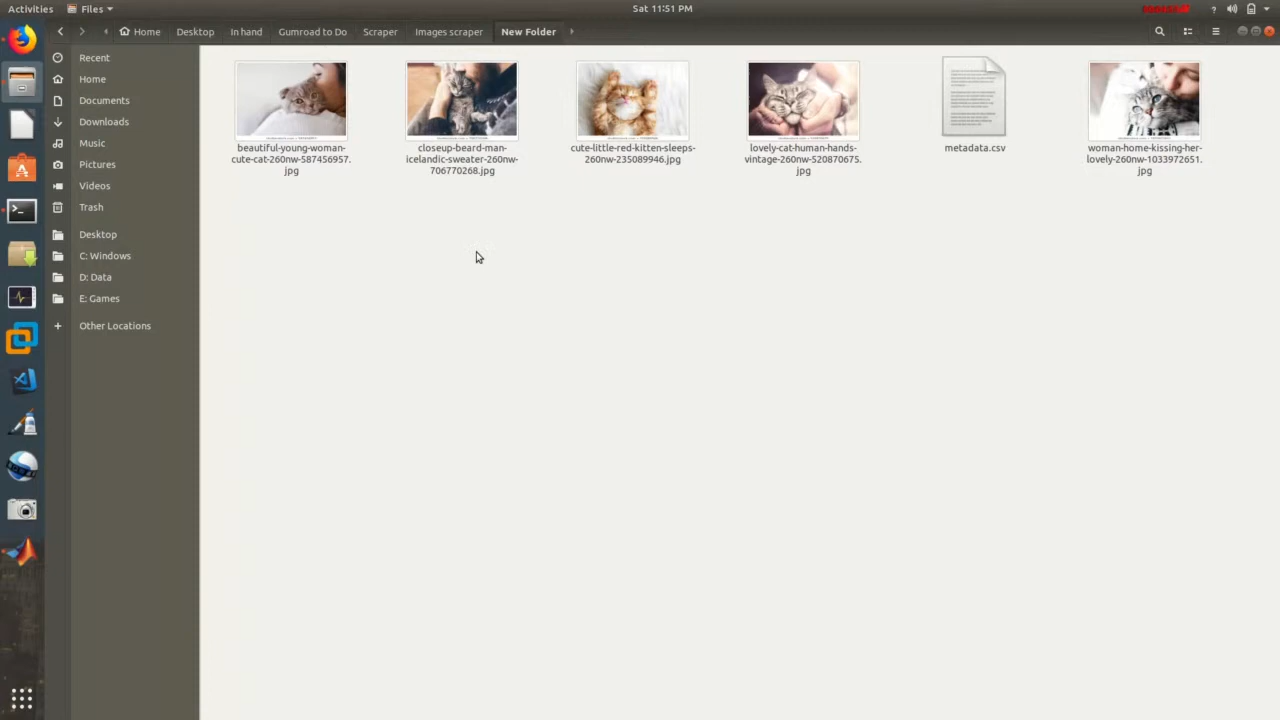 Activities
Files
Sat 11:51 PM
?
Home
Desktop
In hand
Gumroad to Do
Scraper
Images scraper
New Folder
Recent
Home
Documents
Downloads
Music
Pictures
Videos
Trash
Desktop
C: Windows
D: Data
E: Games
+ Other Locations
beautiful-young-woman-
cute-cat-260nw-587456957.
jpg
closeup-beard-man-
icelandic-sweater-260nw-
706770268.jpg
cute-little-red-kitten-sleeps-
260nw-235089946.jpg
lovely-cat-human-hands-
vintage-260nw-520870675.
jpg
metadata.csv
woman-home-kissing-her-
lovely-260nw-1033972651.
jpg